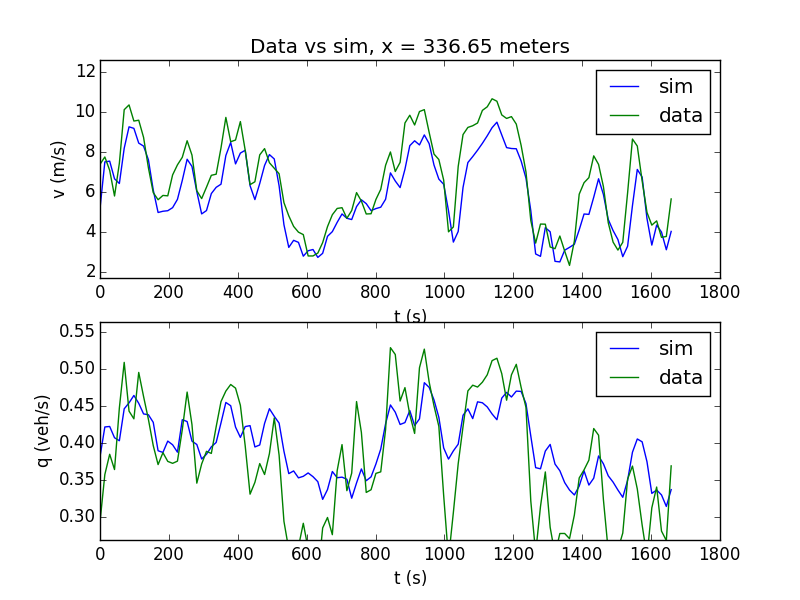 Data vs sim, x = 336.65 meters
v (m/s)
12
10
8
6
4
2
sim
data
0 200 400 600 800 1000 1200 1400 1600 1800
t (s)
q (veh/s)
0.55
0.50
0.45
0.40
0.35
0.30
sim
data
0 200 400 600 800 1000 1200 1400 1600 1800
t (s)